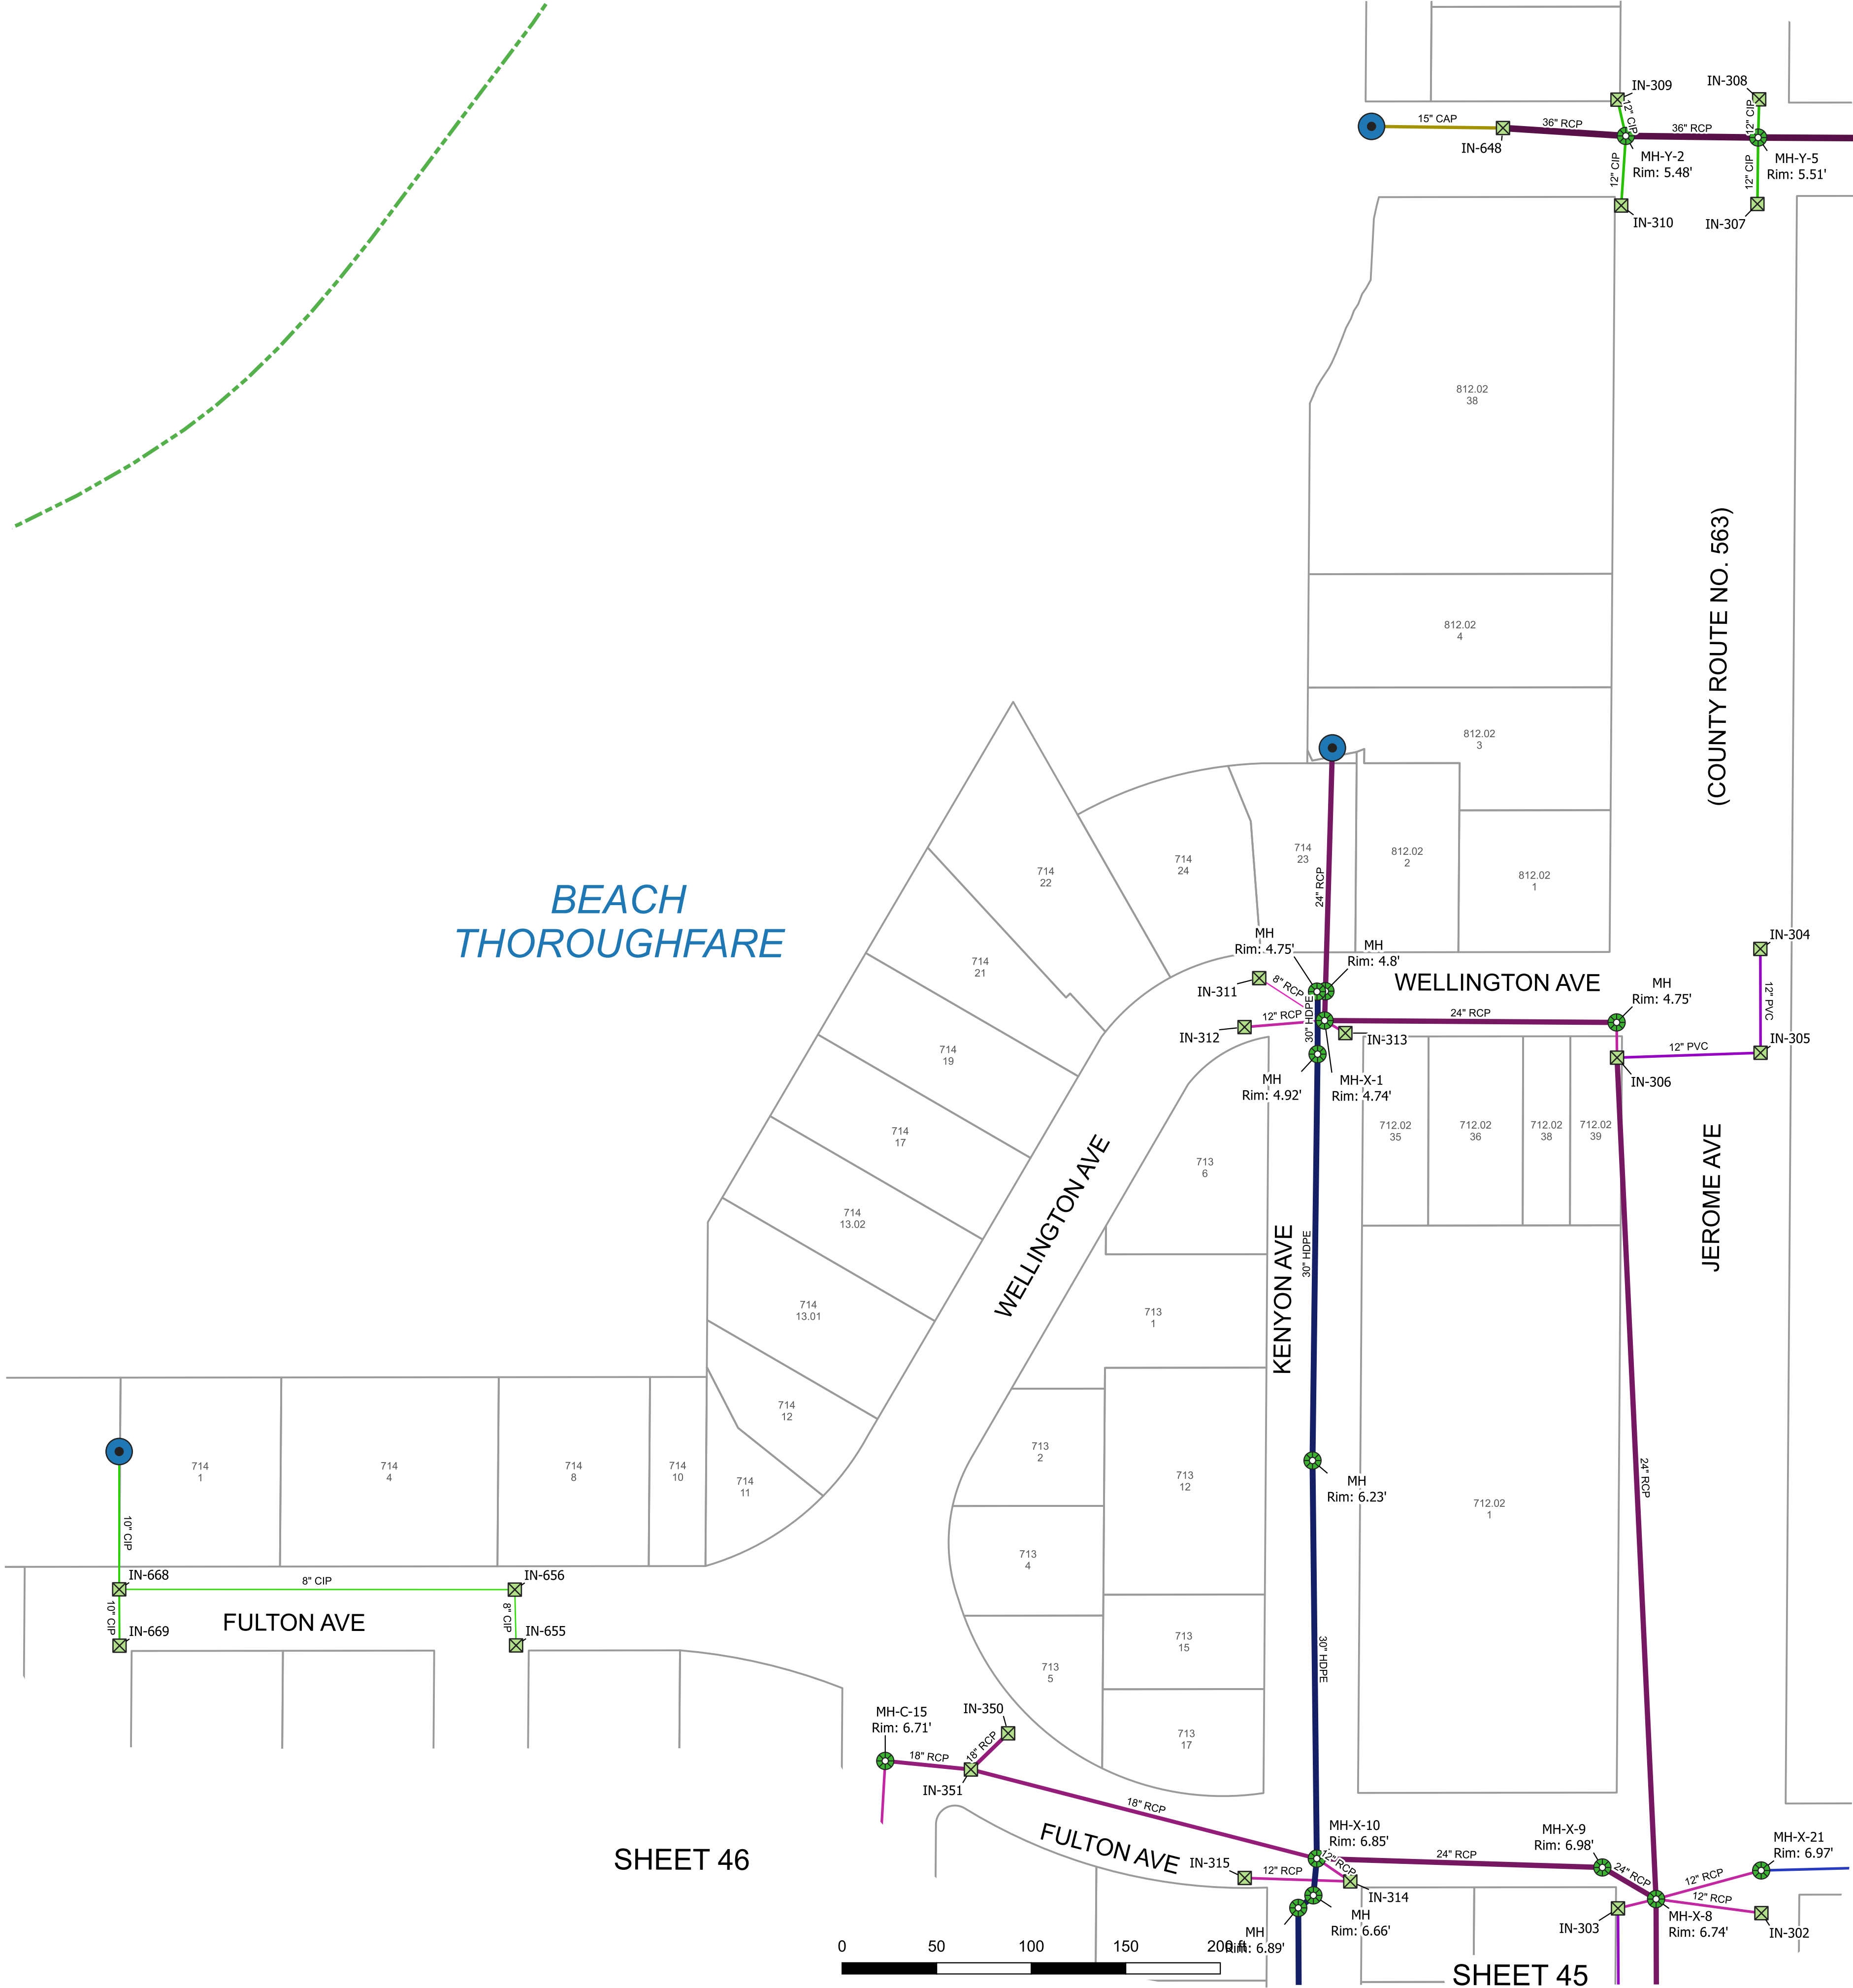 IN-309
IN-308
15" CAP
36" RCP
12" CIP
36" RCP
12" CIP
IN-648
MH-Y-2
Rim: 5.48'
MH-Y-5
Rim: 5.51'
12" CIP
12" CIP
IN-310
IN-307
812.02
38
(COUNTY ROUTE NO. 563)
812.02
4
812.02
3
714
22
714
24
714
23
812.02
2
812.02
1
24" RCP
BEACH
THOROUGHFARE
714
21
MH
Rim: 4.75'
MH
Rim: 4.8'
IN-304
WELLINGTON AVE
IN-311
8" RCP
MH
Rim: 4.75'
12" PVC
12" RCP
30" HDPE
24" RCP
IN-312
IN-313
12" PVC
IN-305
714
19
MH
Rim: 4.92'
MH-X-1
Rim: 4.74'
IN-306
714
17
712.02
35
712.02
36
712.02
38
712.02
39
JEROME AVE
713
6
WELLINGTON AVE
714
13.02
30" HDPE
KENYON AVE
714
13.01
713
1
714
12
713
2
714
1
714
4
714
8
714
10
714
11
713
12
MH
Rim: 6.23'
24" RCP
712.02
1
10" CIP
IN-668
8" CIP
IN-656
713
4
10" CIP
FULTON AVE
8" CIP
IN-669
IN-655
713
15
30" HDPE
713
5
MH-C-15
Rim: 6.71'
IN-350
713
17
18" RCP
18" RCP
IN-351
18" RCP
MH-X-10
Rim: 6.85'
MH-X-9
Rim: 6.98'
MH-X-21
Rim: 6.97'
FULTON AVE
SHEET 46
IN-315
12" RCP
12" RCP
24" RCP
24" RCP
12" RCP
12" RCP
IN-314
IN-303
MH-X-8
Rim: 6.74'
IN-302
MH
Rim: 6.66'
MH
Rim: 6.89'
0 50 100 150 200 ft
SHEET 45